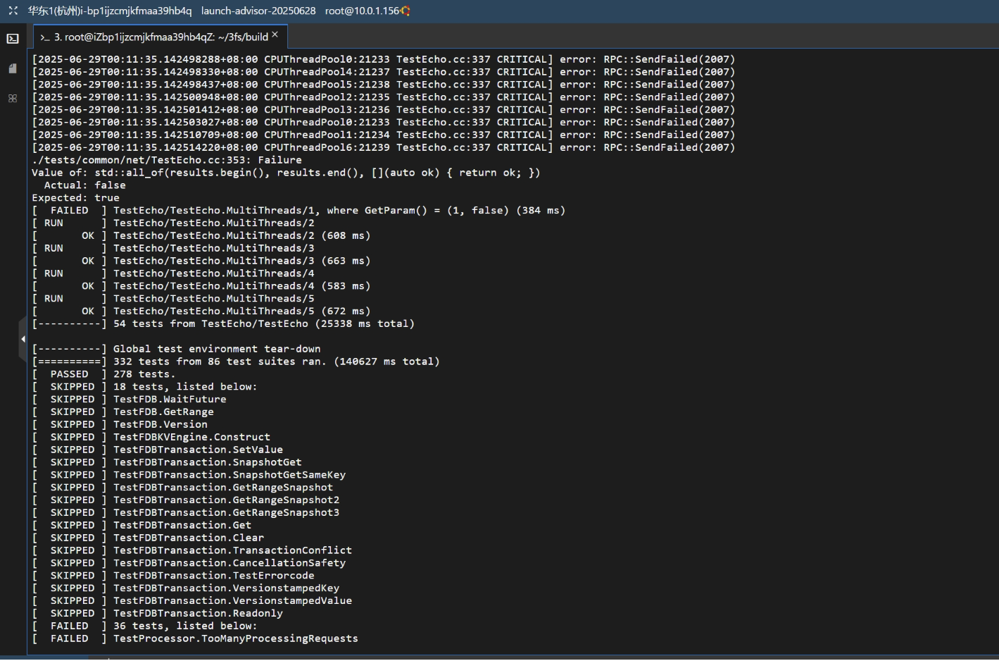 华东1(杭州)i-bp1ijzcmjkfmaa39hb4q launch-advisor-20250628 root@10.0.1.156
>_ 3. root@iZbp1ijzcmjkfmaa39hb4qZ: ~/3fs/build ×
[2025-06-29T00:11:35.142498288+08:00 CPUThreadPool0:21233 TestEcho.cc:337 CRITICAL] error: RPC::SendFailed(2007)
[2025-06-29T00:11:35.142498330+08:00 CPUThreadPool4:21237 TestEcho.cc:337 CRITICAL] error: RPC::SendFailed(2007)
[2025-06-29T00:11:35.142498437+08:00 CPUThreadPool5:21238 TestEcho.cc:337 CRITICAL] error: RPC::SendFailed(2007)
[2025-06-29T00:11:35.142500948+08:00 CPUThreadPool2:21235 TestEcho.cc:337 CRITICAL] error: RPC::SendFailed(2007)
[2025-06-29T00:11:35.142501412+08:00 CPUThreadPool3:21236 TestEcho.cc:337 CRITICAL] error: RPC::SendFailed(2007)
[2025-06-29T00:11:35.142503027+08:00 CPUThreadPool0:21233 TestEcho.cc:337 CRITICAL] error: RPC::SendFailed(2007)
[2025-06-29T00:11:35.142510709+08:00 CPUThreadPool1:21234 TestEcho.cc:337 CRITICAL] error: RPC::SendFailed(2007)
[2025-06-29T00:11:35.142514220+08:00 CPUThreadPool6:21239 TestEcho.cc:337 CRITICAL] error: RPC::SendFailed(2007)
./tests/common/net/TestEcho.cc:353: Failure
Value of: std::all_of(results.begin(), results.end(), [](auto ok) { return ok; })
  Actual: false
Expected: true
[  FAILED  ] TestEcho/TestEcho.MultiThreads/1, where GetParam() = (1, false) (384 ms)
[ RUN      ] TestEcho/TestEcho.MultiThreads/2
[       OK ] TestEcho/TestEcho.MultiThreads/2 (608 ms)
[ RUN      ] TestEcho/TestEcho.MultiThreads/3
[       OK ] TestEcho/TestEcho.MultiThreads/3 (663 ms)
[ RUN      ] TestEcho/TestEcho.MultiThreads/4
[       OK ] TestEcho/TestEcho.MultiThreads/4 (583 ms)
[ RUN      ] TestEcho/TestEcho.MultiThreads/5
[       OK ] TestEcho/TestEcho.MultiThreads/5 (672 ms)
[----------] 54 tests from TestEcho/TestEcho (25338 ms total)
[----------] Global test environment tear-down
[==========] 332 tests from 86 test suites ran. (140627 ms total)
[  PASSED  ] 278 tests.
[  SKIPPED ] 18 tests, listed below:
[  SKIPPED ] TestFDB.WaitFuture
[  SKIPPED ] TestFDB.GetRange
[  SKIPPED ] TestFDB.Version
[  SKIPPED ] TestFDBKVEngine.Construct
[  SKIPPED ] TestFDBTransaction.SetValue
[  SKIPPED ] TestFDBTransaction.SnapshotGet
[  SKIPPED ] TestFDBTransaction.SnapshotGetSameKey
[  SKIPPED ] TestFDBTransaction.GetRangeSnapshot
[  SKIPPED ] TestFDBTransaction.GetRangeSnapshot2
[  SKIPPED ] TestFDBTransaction.GetRangeSnapshot3
[  SKIPPED ] TestFDBTransaction.Get
[  SKIPPED ] TestFDBTransaction.Clear
[  SKIPPED ] TestFDBTransaction.TransactionConflict
[  SKIPPED ] TestFDBTransaction.CancellationSafety
[  SKIPPED ] TestFDBTransaction.TestErrorcode
[  SKIPPED ] TestFDBTransaction.VersionstampedKey
[  SKIPPED ] TestFDBTransaction.VersionstampedValue
[  SKIPPED ] TestFDBTransaction.Readonly
[  FAILED  ] 36 tests, listed below:
[  FAILED  ] TestProcessor.TooManyProcessingRequests